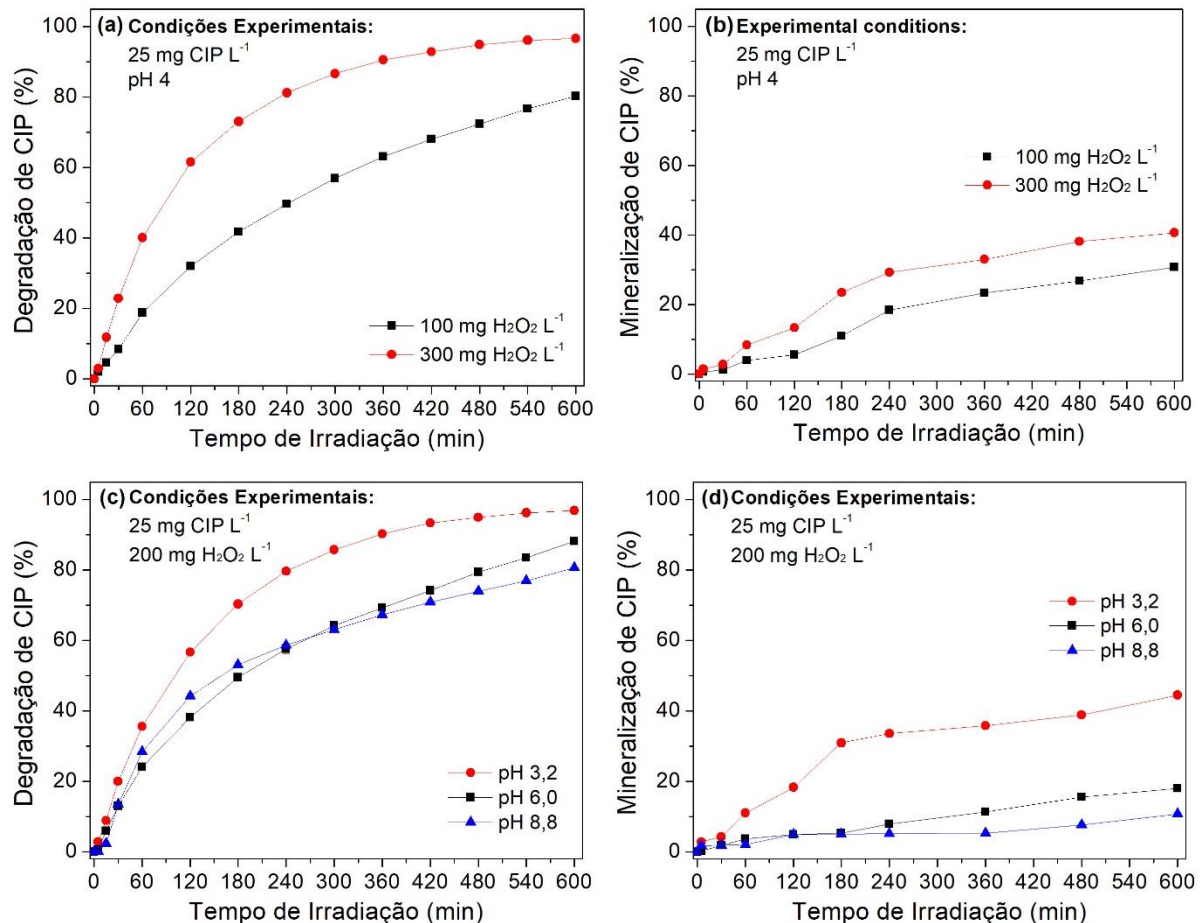 (a) Condições Experimentais:
25 mg CIP L⁻¹
pH 4
Degradação de CIP (%)
100
80
60
40
20
0
100 mg H₂O₂ L⁻¹
300 mg H₂O₂ L⁻¹
0 60 120 180 240 300 360 420 480 540 600
Tempo de Irradiação (min)
(b) Experimental conditions:
25 mg CIP L⁻¹
pH 4
Mineralização de CIP (%)
100
80
60
40
20
0
100 mg H₂O₂ L⁻¹
300 mg H₂O₂ L⁻¹
0 60 120 180 240 300 360 420 480 540 600
Tempo de Irradiação (min)
(c) Condições Experimentais:
25 mg CIP L⁻¹
200 mg H₂O₂ L⁻¹
Degradação de CIP (%)
100
80
60
40
20
0
pH 3,2
pH 6,0
pH 8,8
0 60 120 180 240 300 360 420 480 540 600
Tempo de Irradiação (min)
(d) Condições Experimentais:
25 mg CIP L⁻¹
200 mg H₂O₂ L⁻¹
Mineralização de CIP (%)
100
80
60
40
20
0
pH 3,2
pH 6,0
pH 8,8
0 60 120 180 240 300 360 420 480 540 600
Tempo de Irradiação (min)